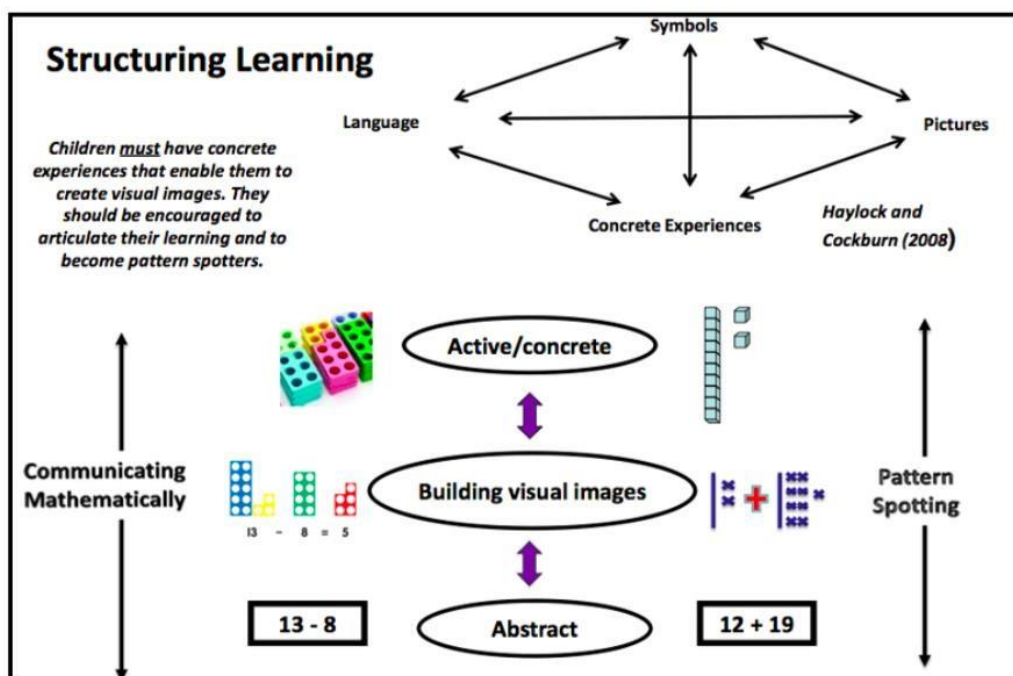 Structuring Learning
Children must have concrete
experiences that enable them to
create visual images. They
should be encouraged to
articulate their learning and to
become pattern spotters.
Symbols
Language
Pictures
Concrete Experiences
Haylock and
Cockburn (2008)
Active/concrete
Communicating
Mathematically
13 - 8 = 5
Building visual images
Pattern
Spotting
13 - 8
Abstract
12 + 19